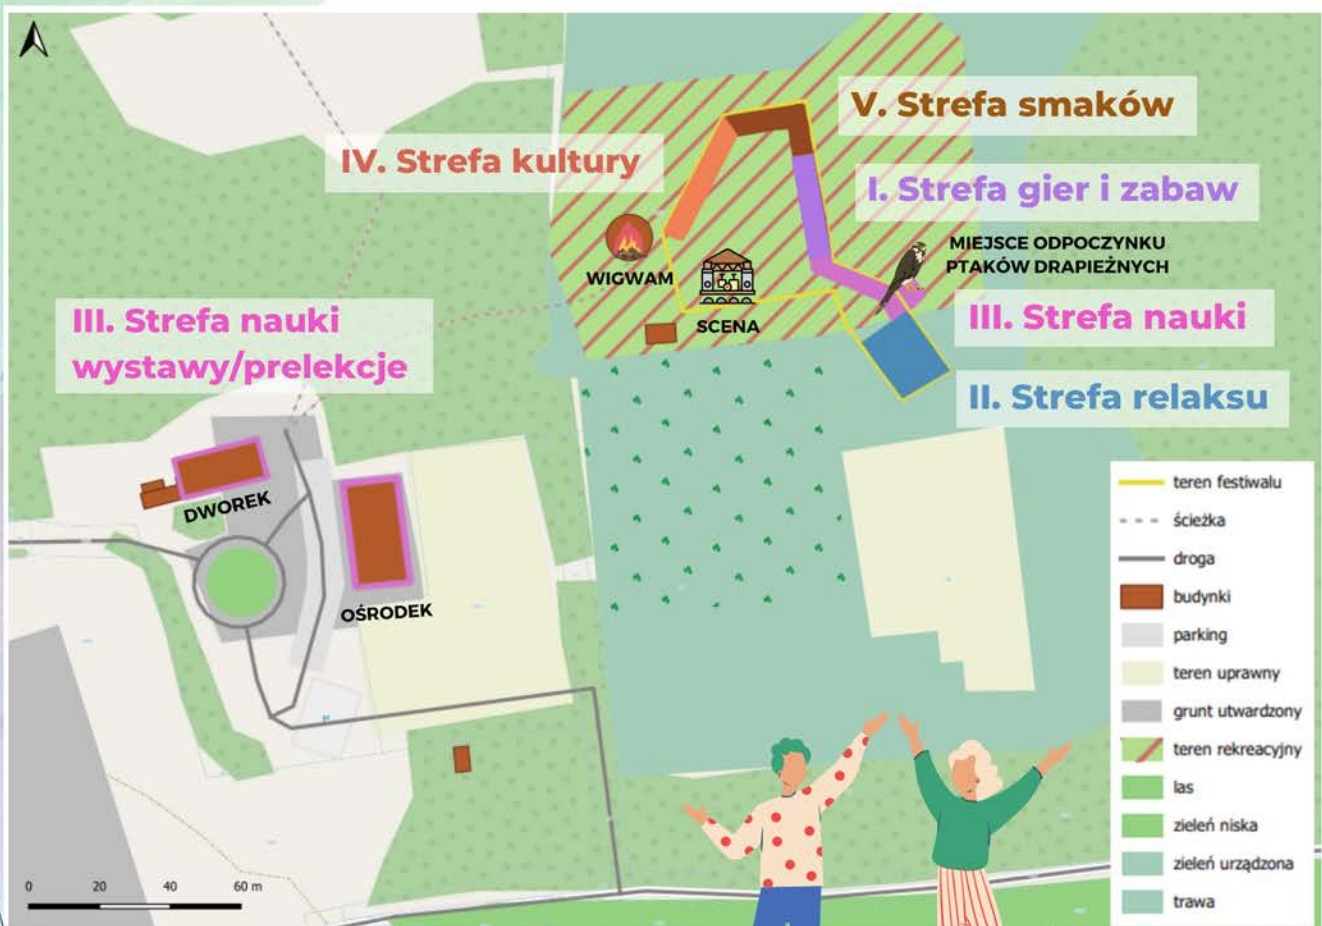 V. Strefa smaków
IV. Strefa kultury
I. Strefa gier i zabaw
MIEJSCE ODPOCZYNKU
PTAKÓW DRAPIEŻNYCH
WIGWAM
SCENA
III. Strefa nauki
wystawy/prelekcje
III. Strefa nauki
II. Strefa relaksu
DWOREK
OŚRODEK
teren festiwalu
ścieżka
droga
budynki
parking
teren uprawny
grunt utwardzony
teren rekreacyjny
las
zieleń niska
zieleń urządzona
trawa
0 20 40 60 m